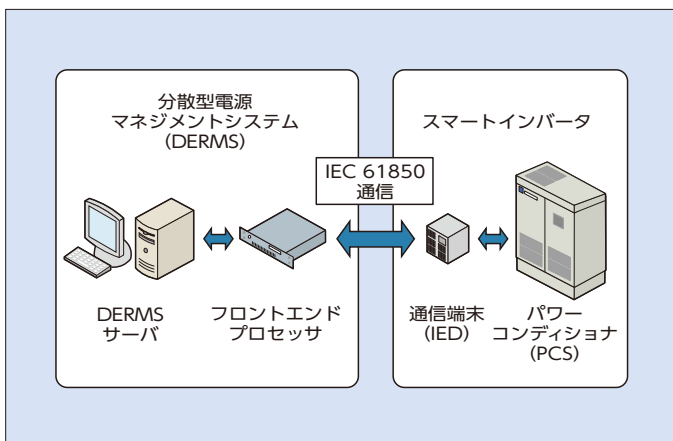 分散型電源
マネジメントシステム
(DERMS)
スマートインバータ
IEC 61850
通信
DERMS
サーバ
フロントエンド
プロセッサ
通信端末
(IED)
パワー
コンディショナ
(PCS)